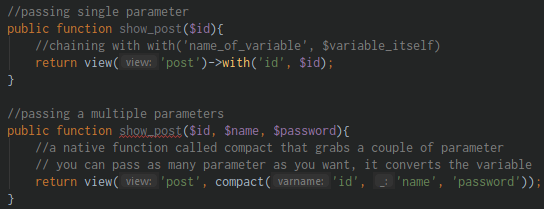 //passing single parameter
public function show_post($id){
//chaining with with('name_of_variable', $variable_itself)
return view( view: 'post')->with('id', $id);
}
//passing a multiple parameters
public function show_post($id, $name, $password){
//a native function called compact that grabs a couple of parameter
// you can pass as many parameter as you want, it converts the variable
return view( view: 'post', compact( varname: 'id', _: 'name', 'password'));
}